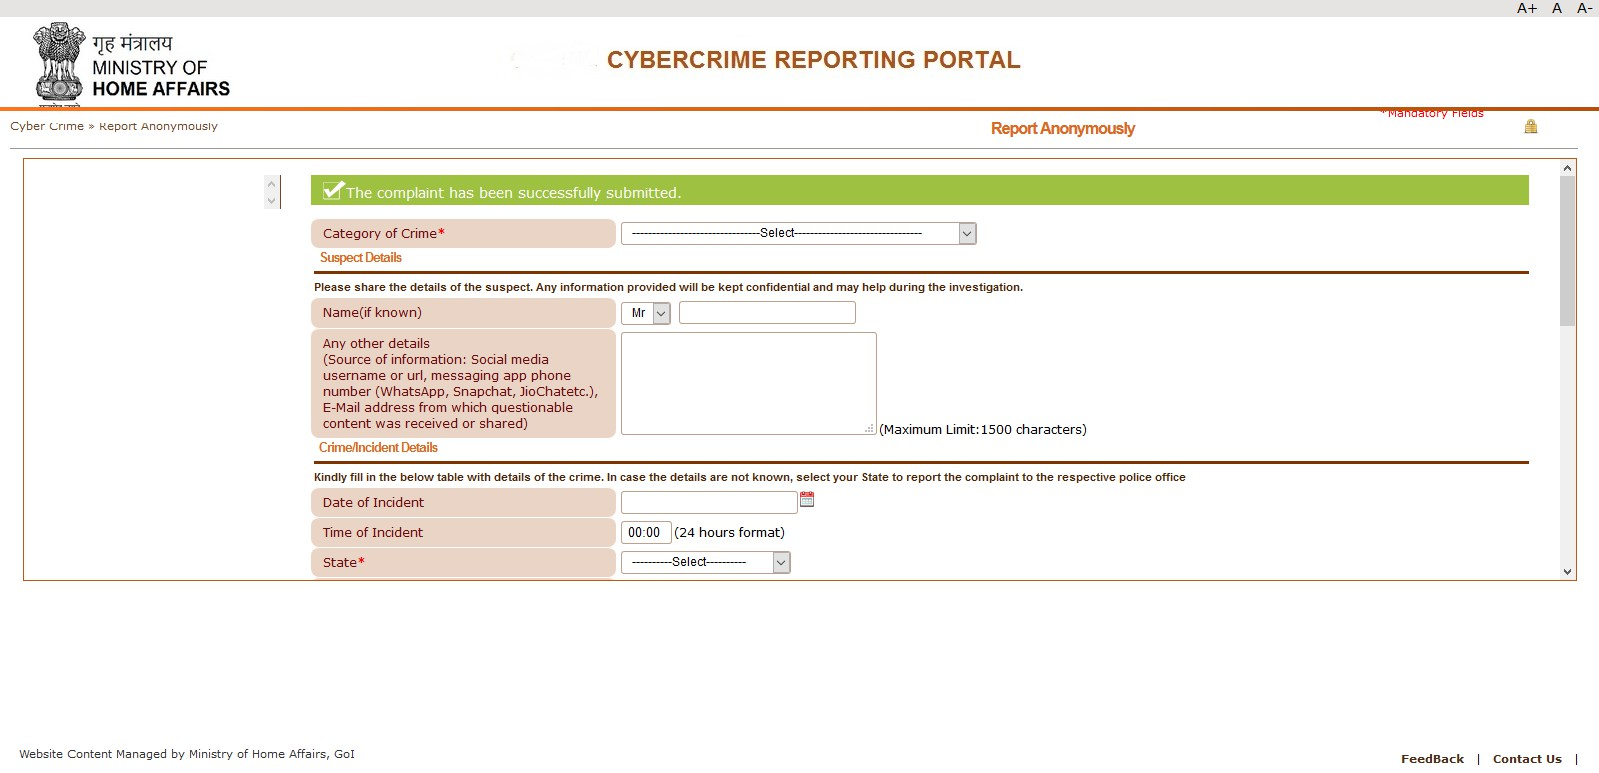 A+ A A-
गृह मंत्रालय
MINISTRY OF
HOME AFFAIRS
CYBERCRIME REPORTING PORTAL
Cyber Crime » Report Anonymously
Report Anonymously
*Mandatory Fields
The complaint has been successfully submitted.
Category of Crime*
--------------------------------Select--------------------------------
Suspect Details
Please share the details of the suspect. Any information provided will be kept confidential and may help during the investigation.
Name(if known)
Mr
Any other details
(Source of information: Social media
username or url, messaging app phone
number (WhatsApp, Snapchat, JioChatetc.),
E-Mail address from which questionable
content was received or shared)
(Maximum Limit:1500 characters)
Crime/Incident Details
Kindly fill in the below table with details of the crime. In case the details are not known, select your State to report the complaint to the respective police office
Date of Incident
Time of Incident
00:00 (24 hours format)
State*
----------Select----------
Website Content Managed by Ministry of Home Affairs, GoI
FeedBack | Contact Us |